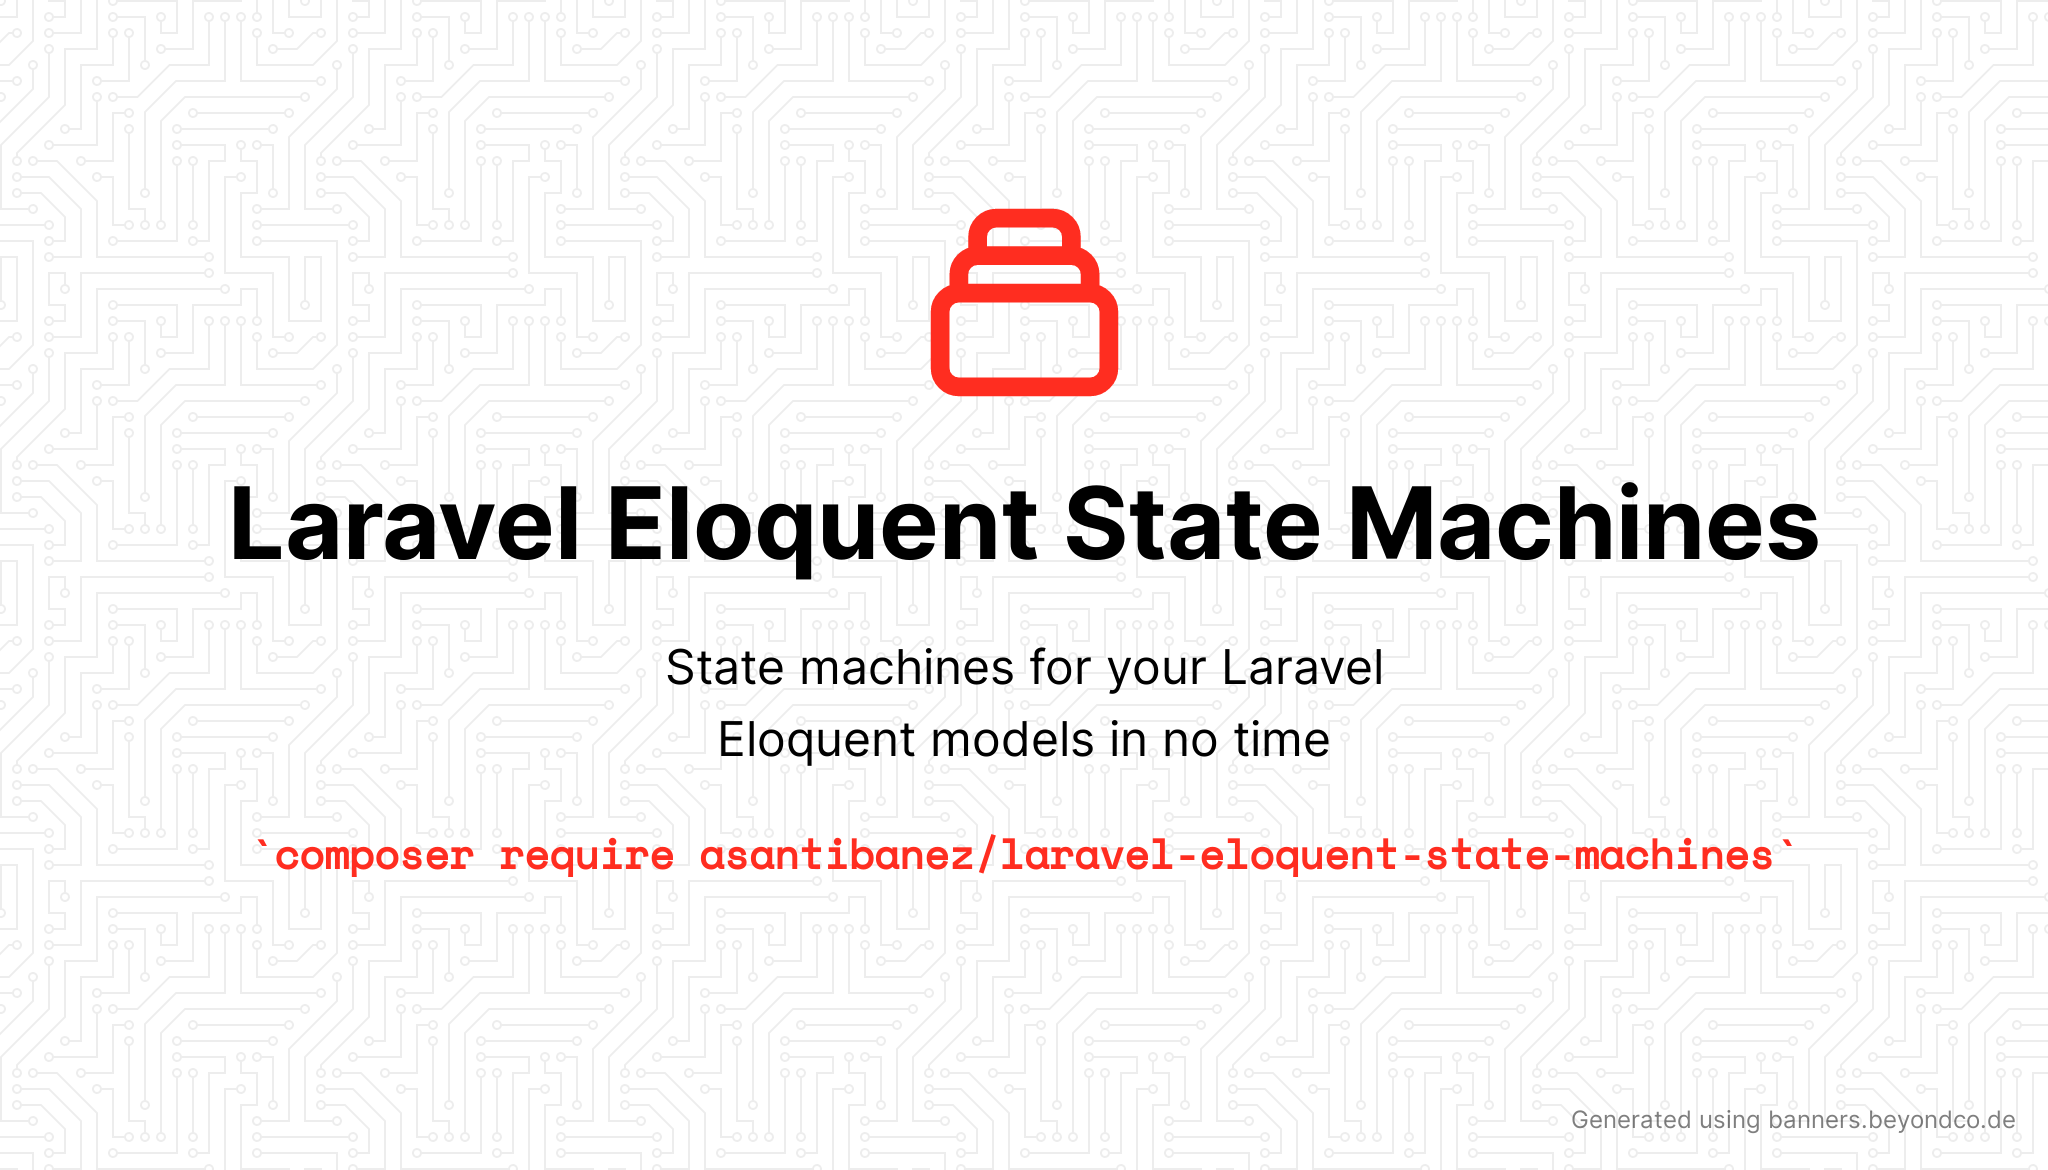 Laravel Eloquent State Machines
State machines for your Laravel
Eloquent models in no time
`composer require asantibanez/laravel-eloquent-state-machines`
Generated using banners.beyondco.de